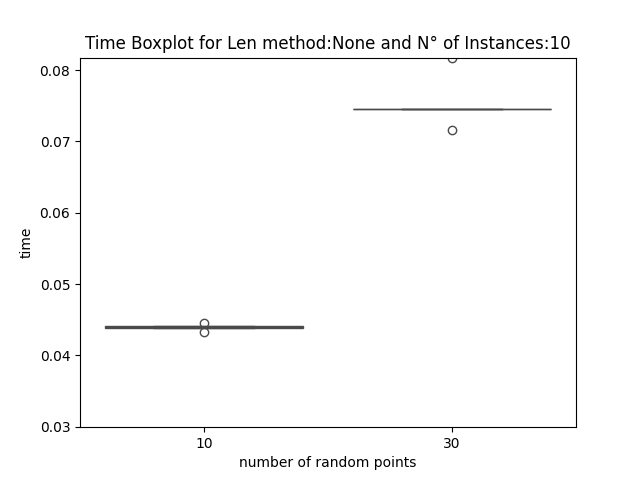 Time Boxplot for Len method:None and N° of Instances:10
0.08
0.07
0.06
0.05
0.04
0.03
time
10
30
number of random points